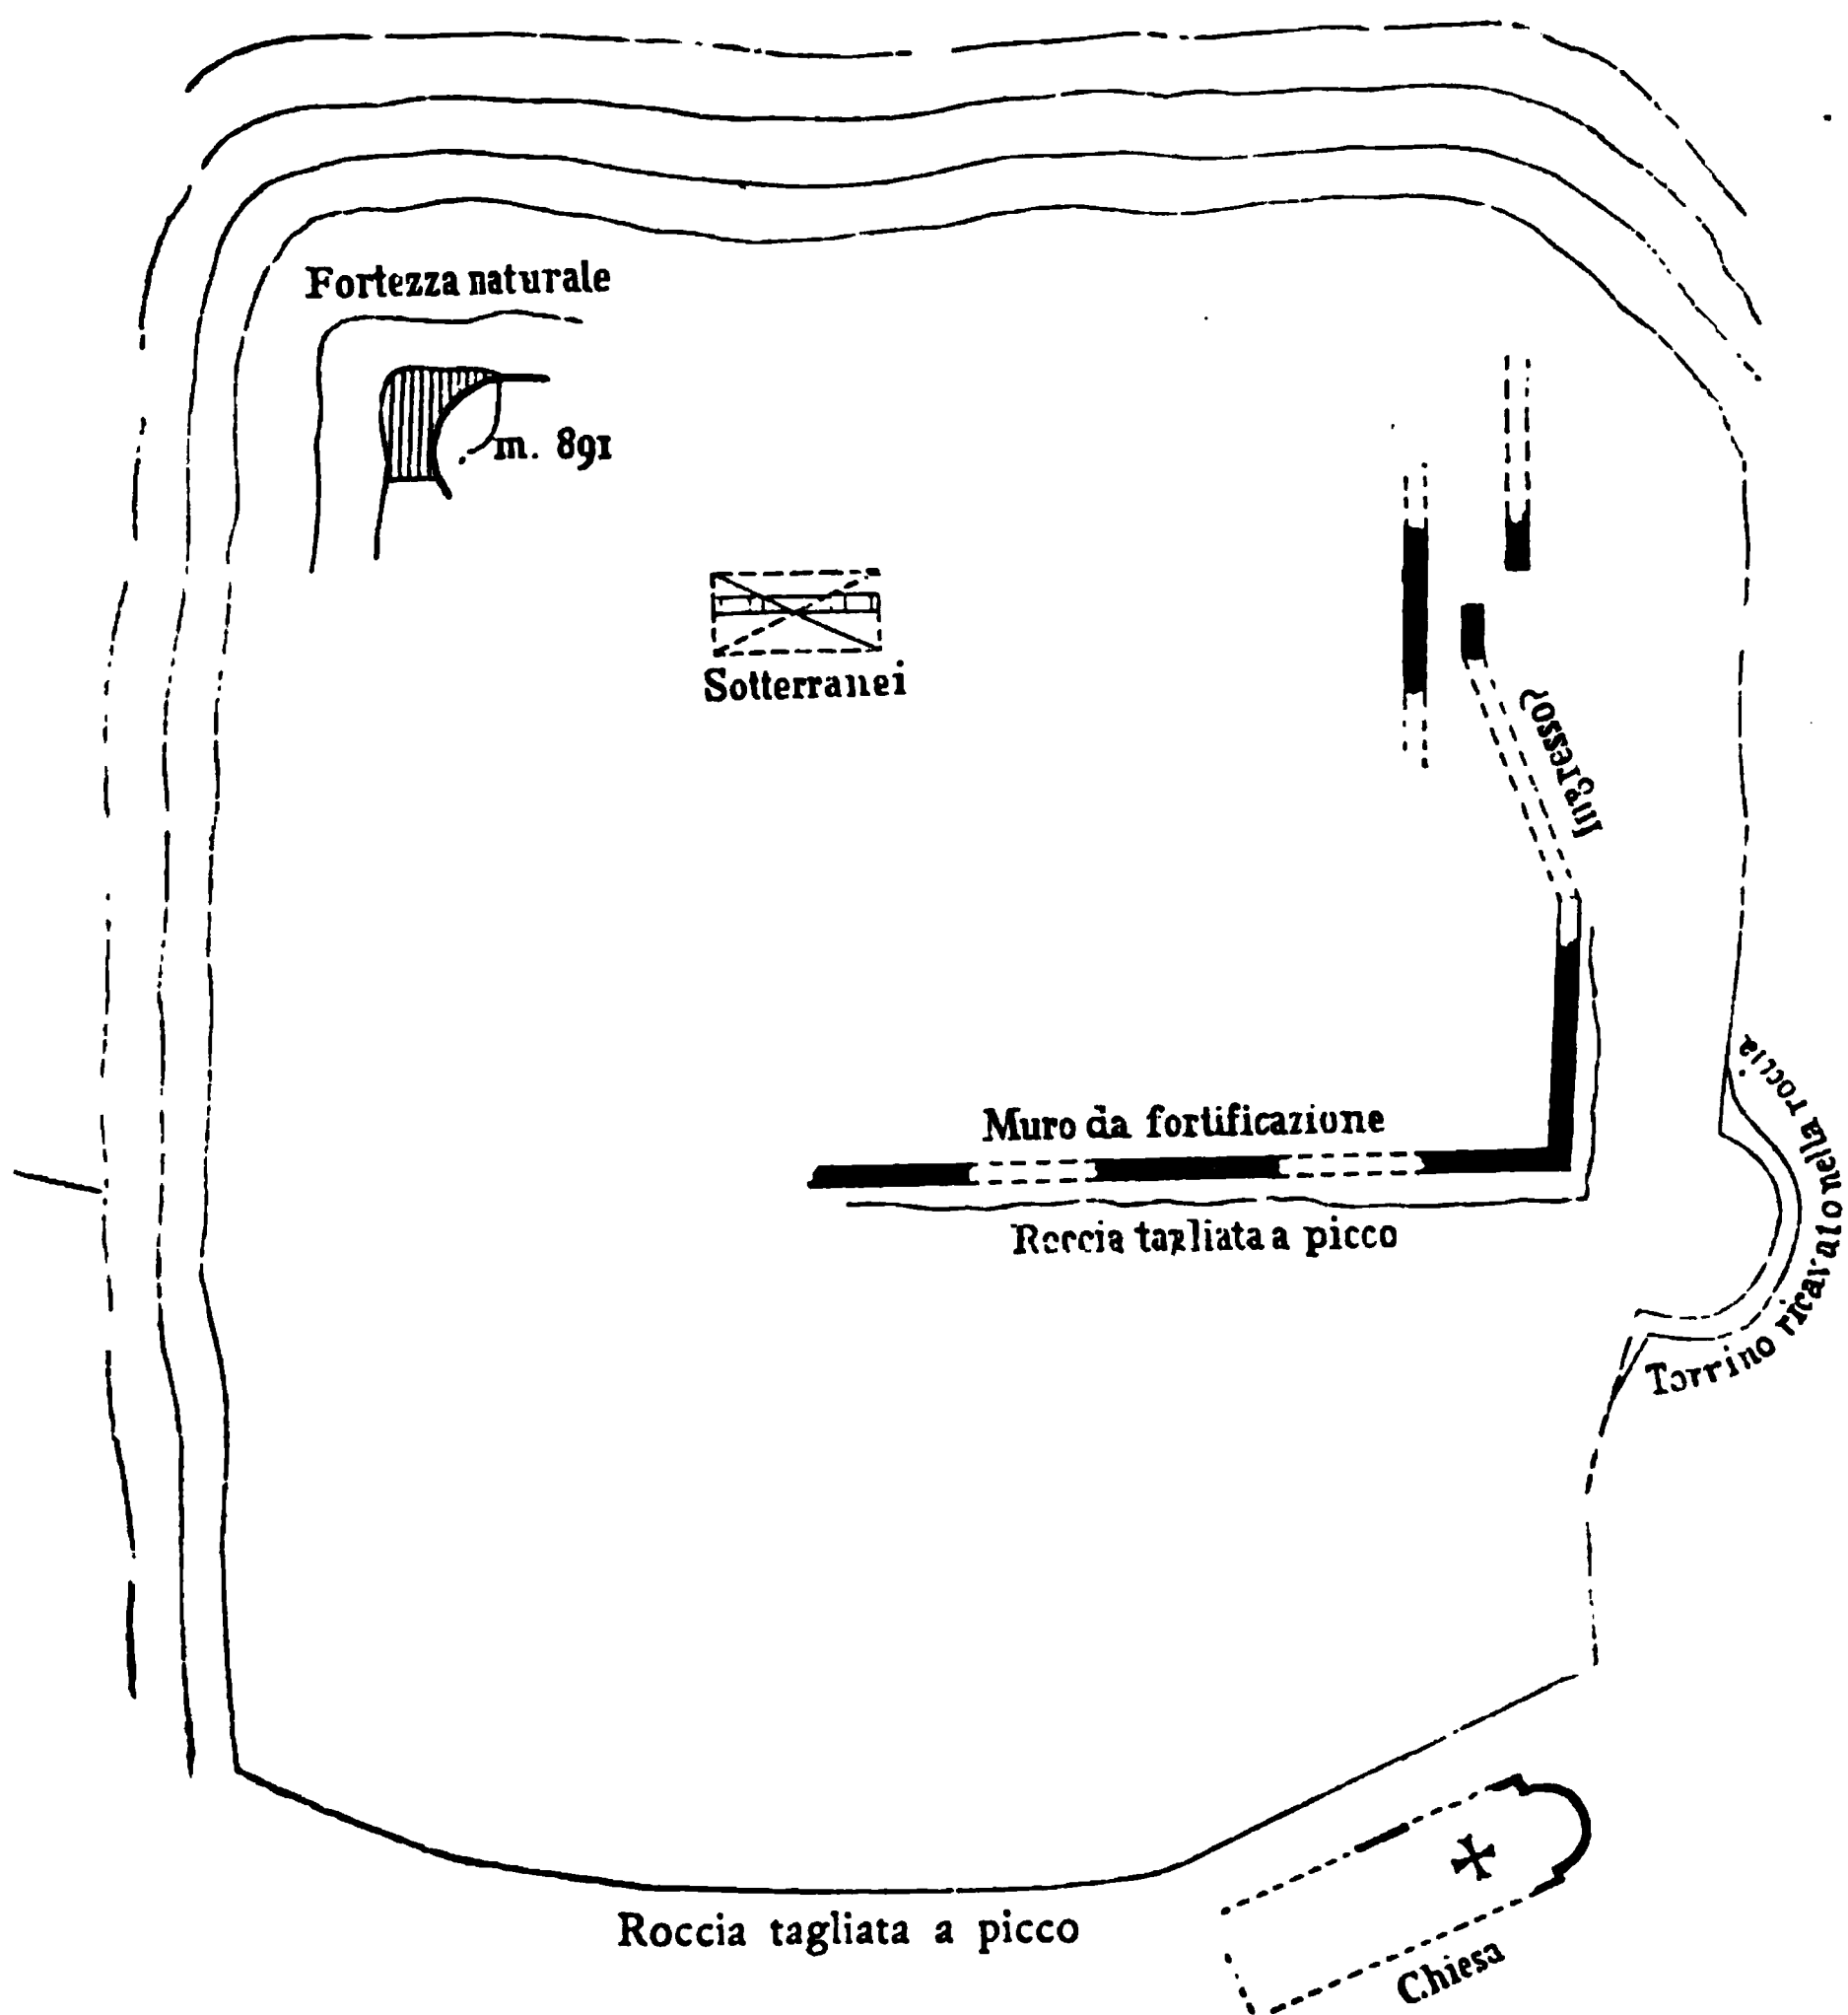 Fortezza naturale
m. 891
Sotterranei
Ingresso?
Muro da fortificazione
Roccia tagliata a picco
Torrino ricavato nella roccia
Roccia tagliata a picco
Chiesa